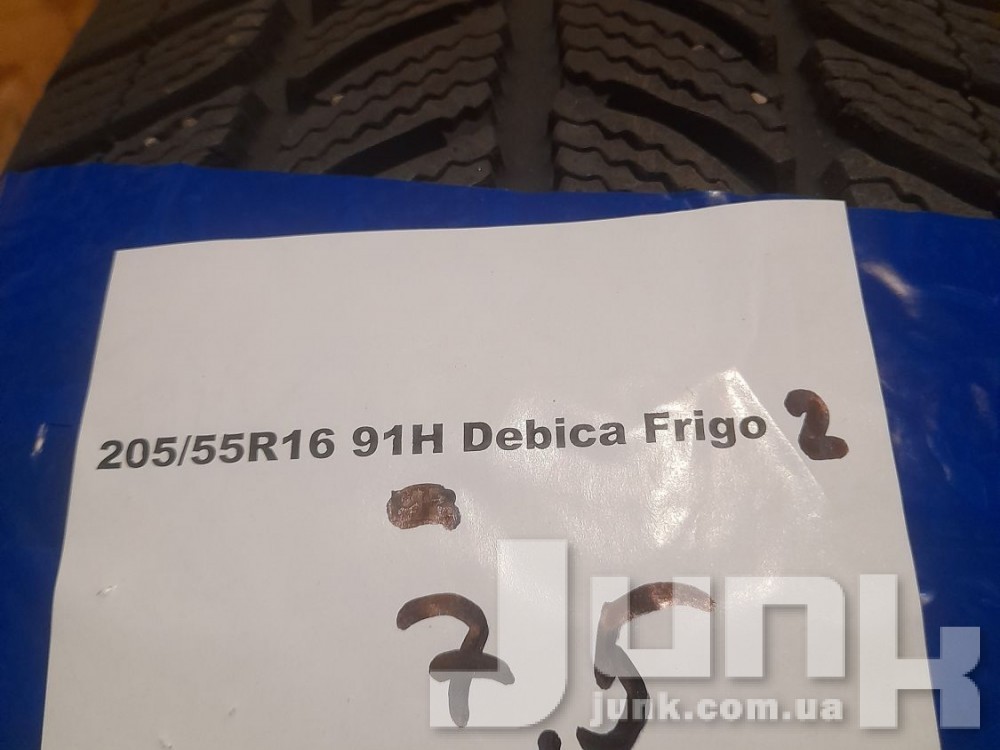 205/55R16 91H Debica Frigo 2
7,5
Junk
junk.com.ua